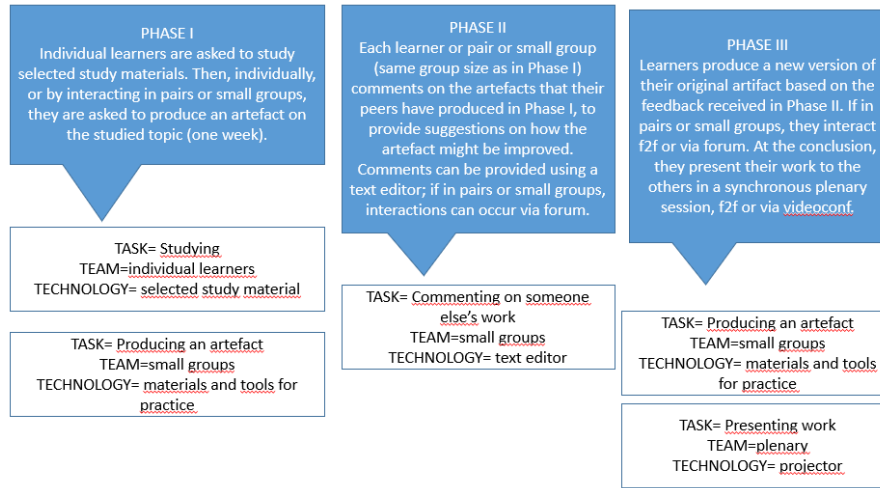 PHASE I
Individual learners are asked to study
selected study materials. Then, individually,
or by interacting in pairs or small groups,
they are asked to produce an artefact on
the studied topic (one week).
TASK= Studying
TEAM=individual learners
TECHNOLOGY= selected study material
TASK= Producing an artefact
TEAM=small groups
TECHNOLOGY= materials and tools for
practice
PHASE II
Each learner or pair or small group
(same group size as in Phase I)
comments on the artefacts that their
peers have produced in Phase I, to
provide suggestions on how the
artefact might be improved.
Comments can be provided using a
text editor; if in pairs or small groups,
interactions can occur via forum.
TASK= Commenting on someone
else's work
TEAM=small groups
TECHNOLOGY= text editor
PHASE III
Learners produce a new version of
their original artifact based on the
feedback received in Phase II. If in
pairs or small groups, they interact
f2f or via forum. At the conclusion,
they present their work to the
others in a synchronous plenary
session, f2f or via videoconf.
TASK= Producing an artefact
TEAM=small groups
TECHNOLOGY= materials and tools
for practice
TASK= Presenting work
TEAM=plenary
TECHNOLOGY= projector